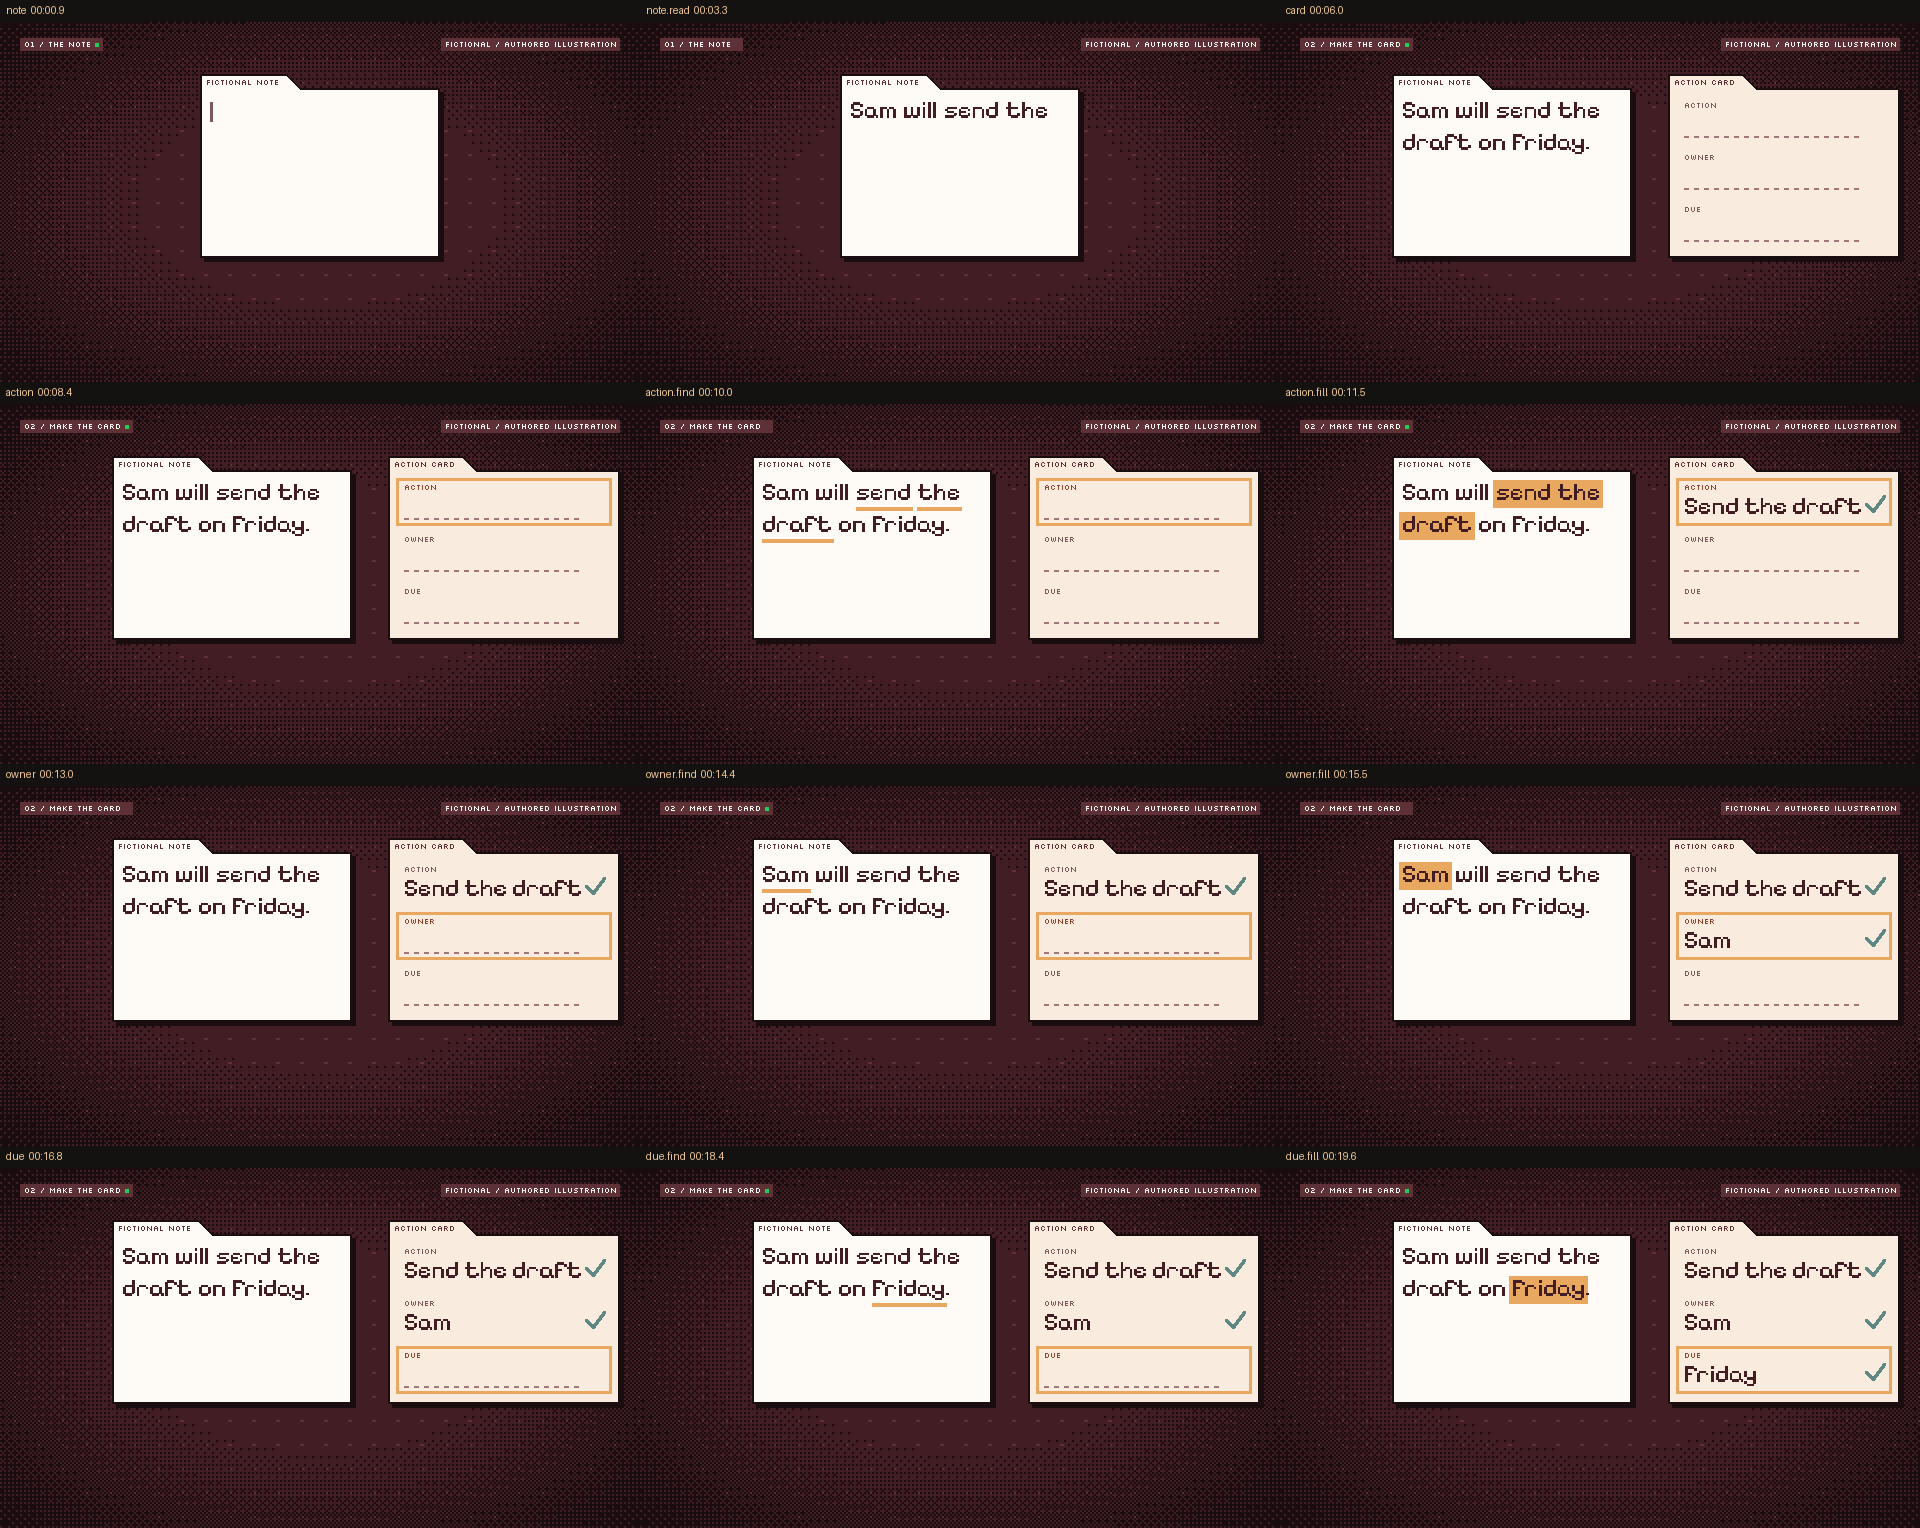 note 00:00.9
01 / THE NOTE
FICTIONAL / AUTHORED ILLUSTRATION
FICTIONAL NOTE
note.read 00:03.3
01 / THE NOTE
FICTIONAL / AUTHORED ILLUSTRATION
FICTIONAL NOTE
Sam will send the
card 00:06.0
02 / MAKE THE CARD
FICTIONAL / AUTHORED ILLUSTRATION
FICTIONAL NOTE
Sam will send the
draft on Friday.
ACTION CARD
ACTION
OWNER
DUE
action 00:08.4
02 / MAKE THE CARD
FICTIONAL / AUTHORED ILLUSTRATION
FICTIONAL NOTE
Sam will send the
draft on Friday.
ACTION CARD
ACTION
OWNER
DUE
action.find 00:10.0
02 / MAKE THE CARD
FICTIONAL / AUTHORED ILLUSTRATION
FICTIONAL NOTE
Sam will send the
draft on Friday.
ACTION CARD
ACTION
OWNER
DUE
action.fill 00:11.5
02 / MAKE THE CARD
FICTIONAL / AUTHORED ILLUSTRATION
FICTIONAL NOTE
Sam will send the
draft on Friday.
ACTION CARD
ACTION
Send the draft
OWNER
DUE
owner 00:13.0
02 / MAKE THE CARD
FICTIONAL / AUTHORED ILLUSTRATION
FICTIONAL NOTE
Sam will send the
draft on Friday.
ACTION CARD
ACTION
Send the draft
OWNER
DUE
owner.find 00:14.4
02 / MAKE THE CARD
FICTIONAL / AUTHORED ILLUSTRATION
FICTIONAL NOTE
Sam will send the
draft on Friday.
ACTION CARD
ACTION
Send the draft
OWNER
DUE
owner.fill 00:15.5
02 / MAKE THE CARD
FICTIONAL / AUTHORED ILLUSTRATION
FICTIONAL NOTE
Sam will send the
draft on Friday.
ACTION CARD
ACTION
Send the draft
OWNER
Sam
DUE
due 00:16.8
02 / MAKE THE CARD
FICTIONAL / AUTHORED ILLUSTRATION
FICTIONAL NOTE
Sam will send the
draft on Friday.
ACTION CARD
ACTION
Send the draft
OWNER
Sam
DUE
due.find 00:18.4
02 / MAKE THE CARD
FICTIONAL / AUTHORED ILLUSTRATION
FICTIONAL NOTE
Sam will send the
draft on Friday.
ACTION CARD
ACTION
Send the draft
OWNER
Sam
DUE
due.fill 00:19.6
02 / MAKE THE CARD
FICTIONAL / AUTHORED ILLUSTRATION
FICTIONAL NOTE
Sam will send the
draft on Friday.
ACTION CARD
ACTION
Send the draft
OWNER
Sam
DUE
Friday